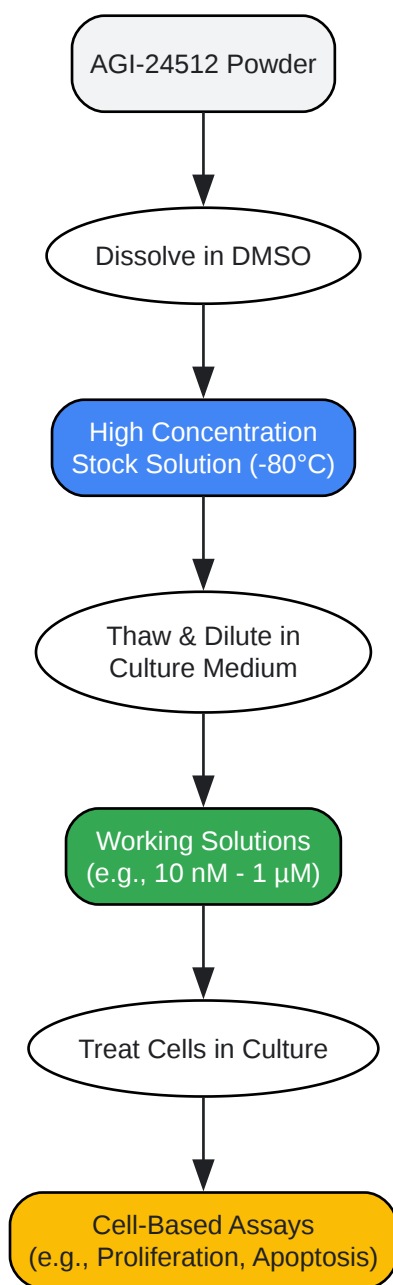 AGI-24512 Powder
Dissolve in DMSO
High Concentration
Stock Solution (-80°C)
Thaw & Dilute in
Culture Medium
Working Solutions
(e.g., 10 nM - 1 µM)
Treat Cells in Culture
Cell-Based Assays
(e.g., Proliferation, Apoptosis)